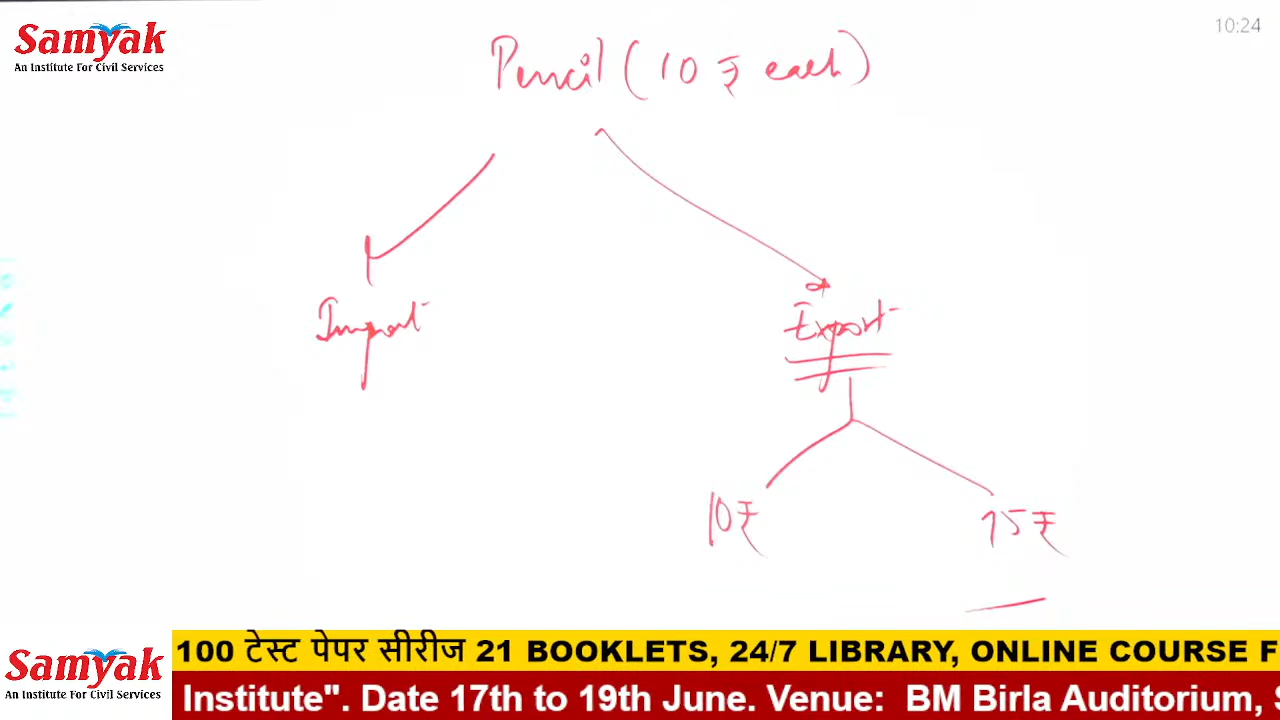 Samyak
An Institute For Civil Services
10:24
Pencil (10 ₹ each)
Import
Export
10₹
15₹
Samyak
An Institute For Civil Services
100 टेस्ट पेपर सीरीज 21 BOOKLETS, 24/7 LIBRARY, ONLINE COURSE F
Institute". Date 17th to 19th June. Venue: BM Birla Auditorium, S